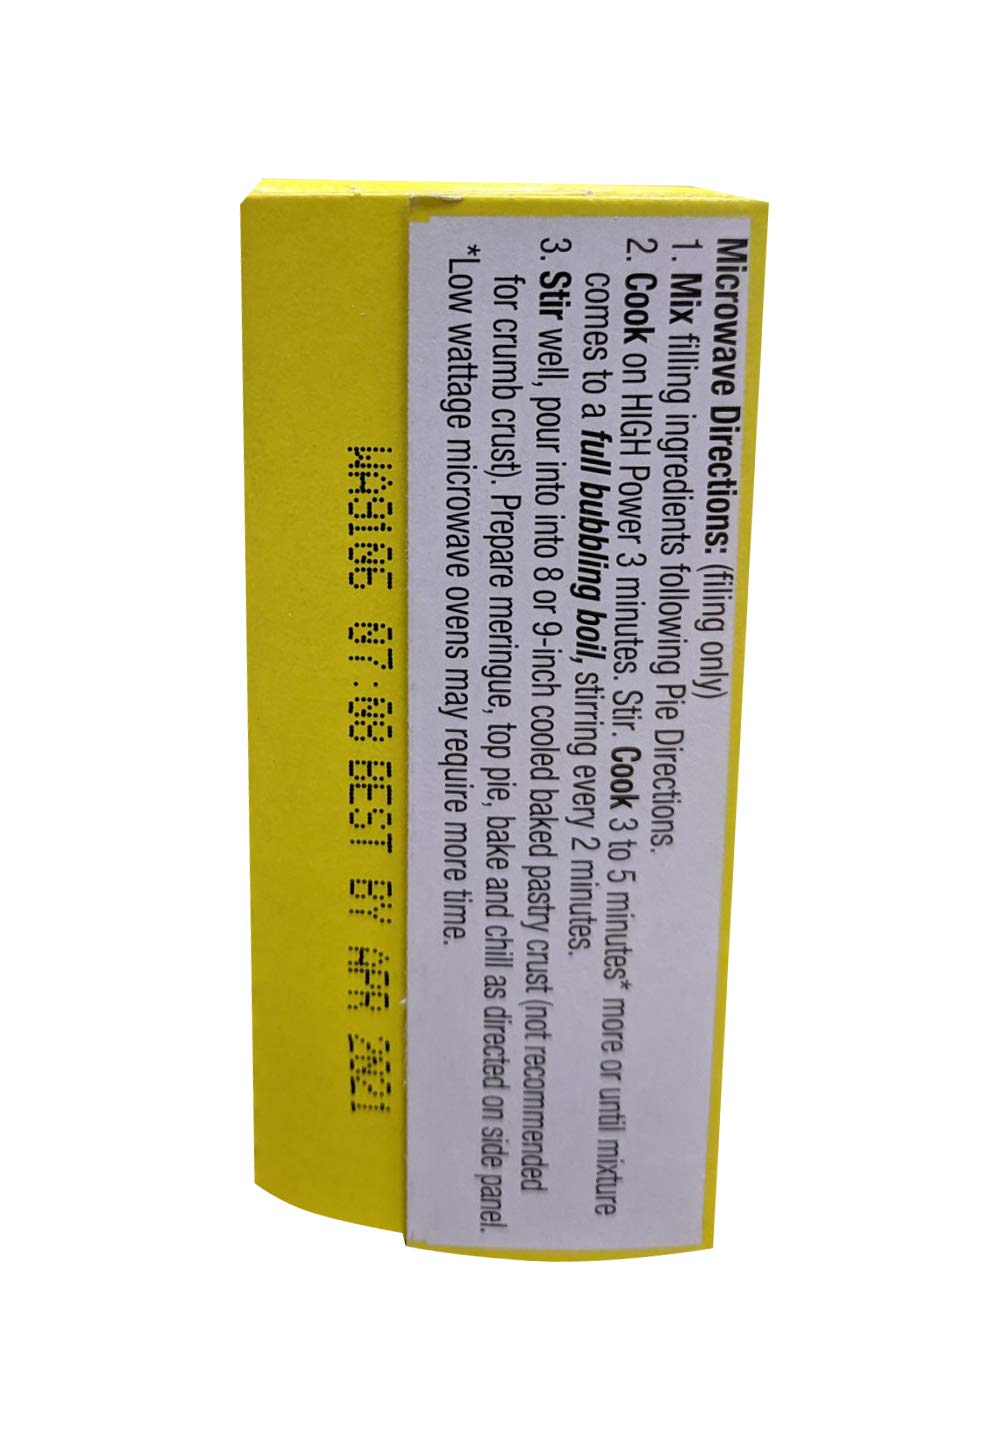 Microwave Directions: (filing only)
1. Mix filling ingredients following Pie Directions.
2. Cook on HIGH Power 3 minutes. Stir. Cook 3 to 5 minutes* more or until mixture
comes to a full bubbling boil, stirring every 2 minutes.
3. Stir well, pour into into 8 or 9-inch cooled baked pastry crust (not recommended
for crumb crust). Prepare meringue, top pie, bake and chill as directed on side panel.
*Low wattage microwave ovens may require more time.
WA9106 07:08 BEST BY APR 2021